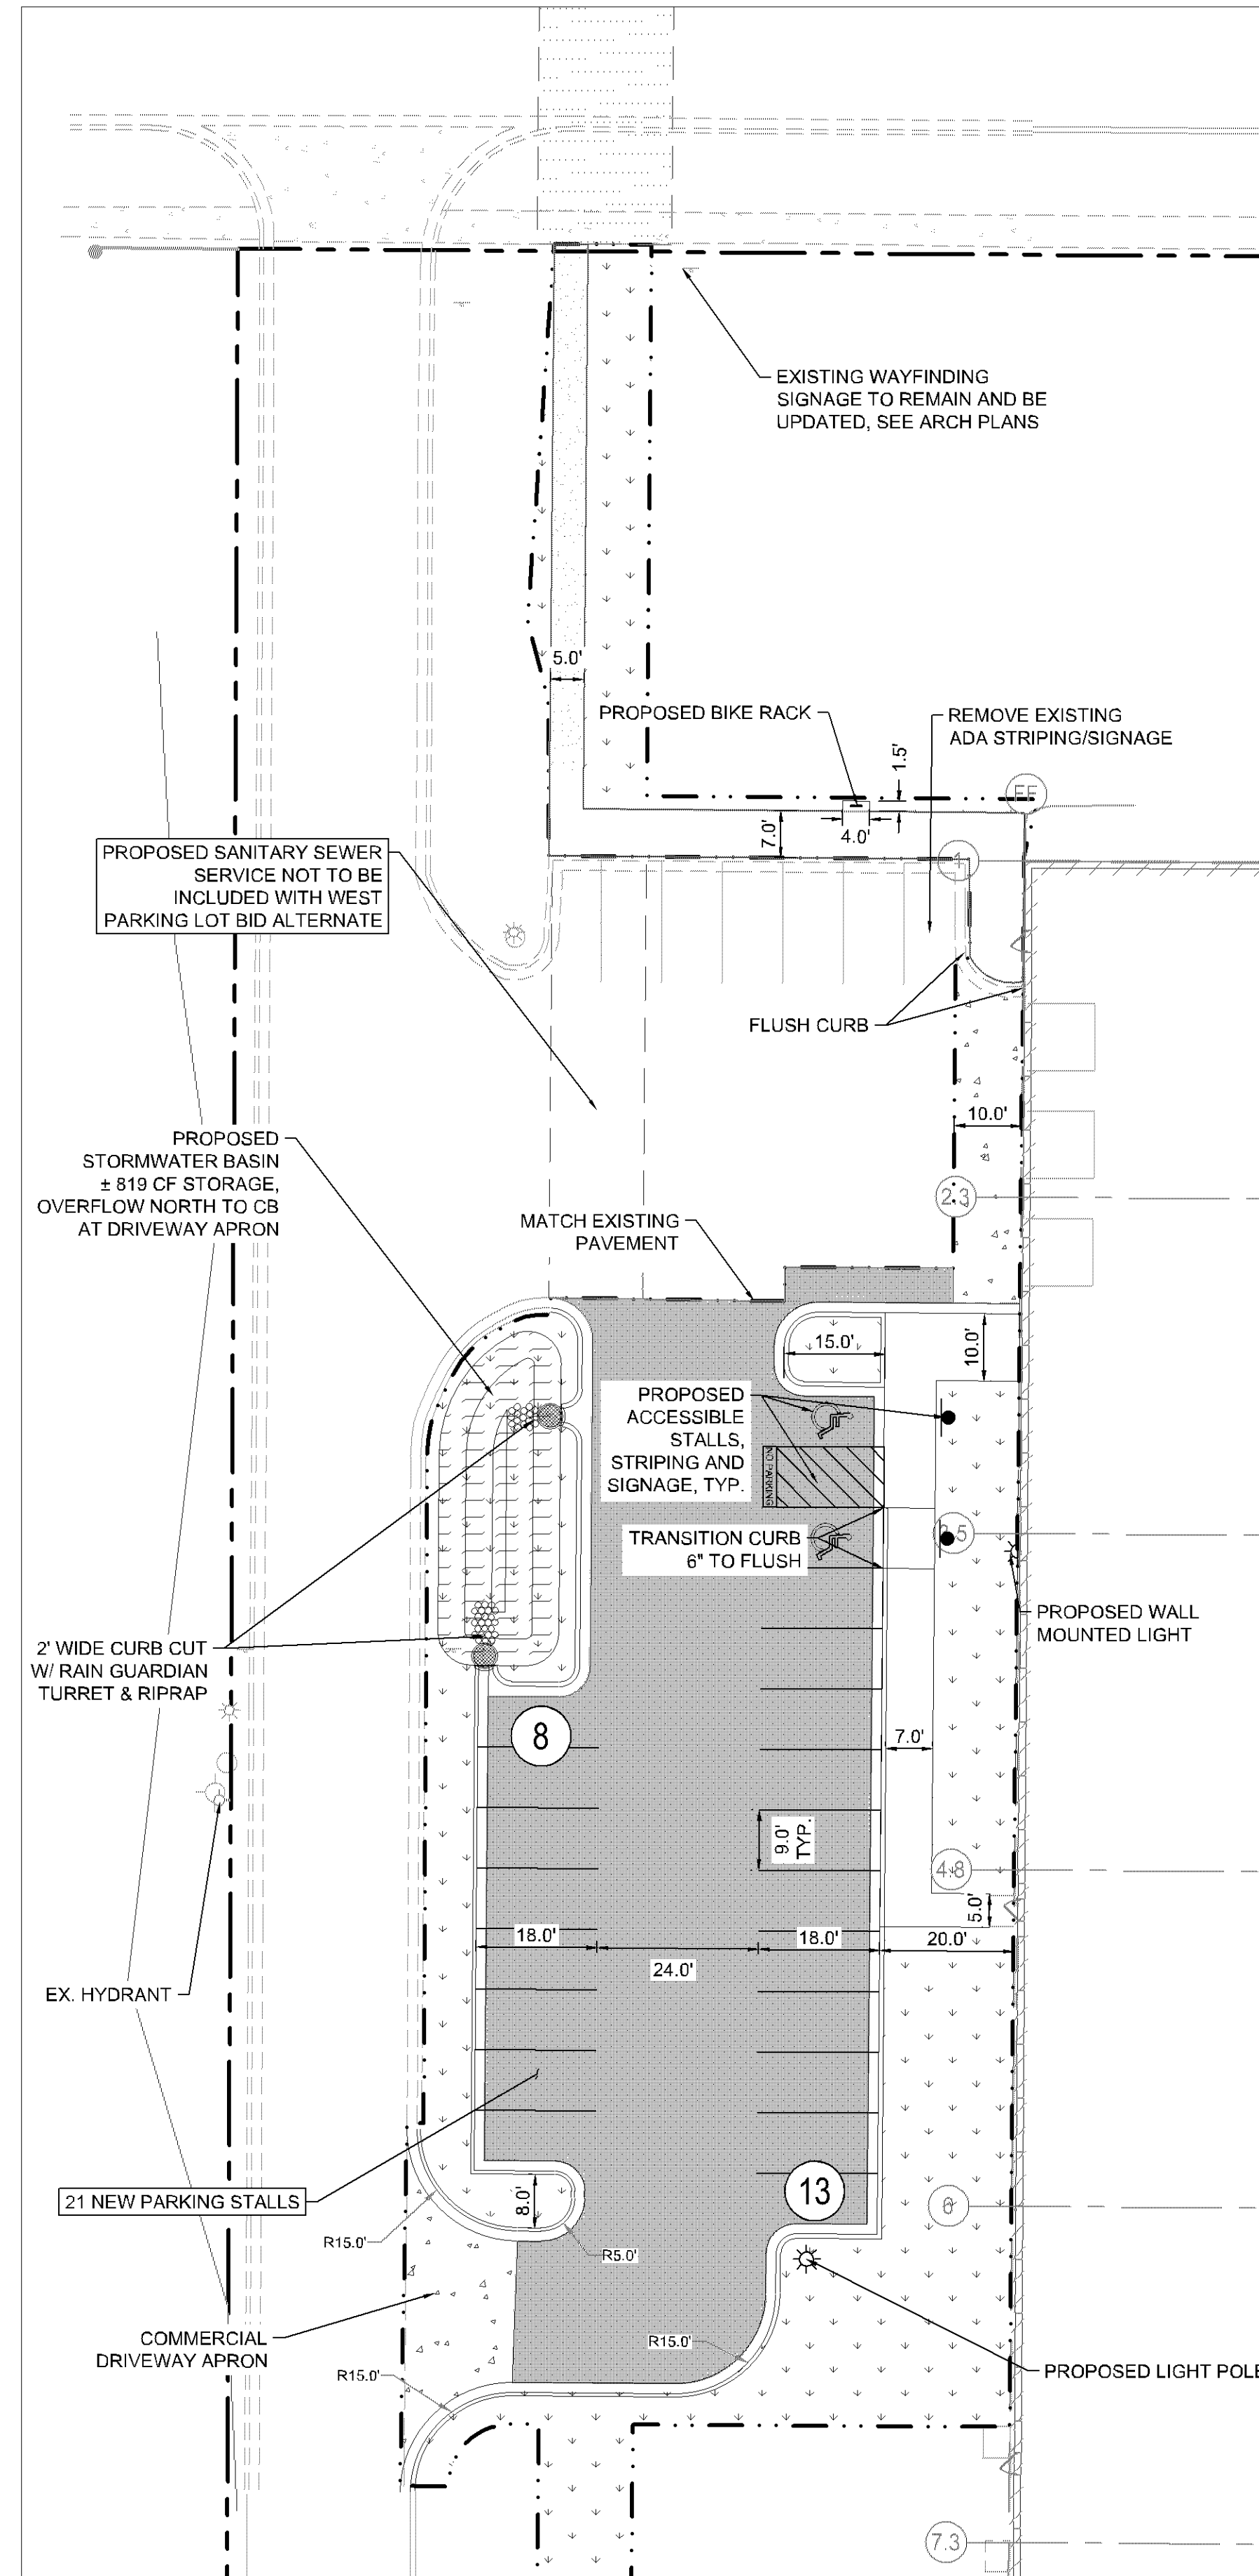 EXISTING WAYFINDING
SIGNAGE TO REMAIN AND BE
UPDATED, SEE ARCH PLANS
5.0'
PROPOSED BIKE RACK
REMOVE EXISTING
ADA STRIPING/SIGNAGE
1.5'
EF
7.0'
4.0'
1
PROPOSED SANITARY SEWER
SERVICE NOT TO BE
INCLUDED WITH WEST
PARKING LOT BID ALTERNATE
FLUSH CURB
10.0'
PROPOSED
STORMWATER BASIN
± 819 CF STORAGE,
OVERFLOW NORTH TO CB
AT DRIVEWAY APRON
2.3
MATCH EXISTING
PAVEMENT
15.0'
10.0'
PROPOSED
ACCESSIBLE
STALLS,
STRIPING AND
SIGNAGE, TYP.
NO PARKING
TRANSITION CURB
6" TO FLUSH
PROPOSED WALL
MOUNTED LIGHT
2' WIDE CURB CUT
W/ RAIN GUARDIAN
TURRET & RIPRAP
8
7.0'
9.0'
TYP.
4.8
5.0'
18.0'
24.0'
18.0'
20.0'
EX. HYDRANT
21 NEW PARKING STALLS
8.0'
13
R15.0'
R5.0'
COMMERCIAL
DRIVEWAY APRON
R15.0'
R15.0'
PROPOSED LIGHT POLE
7.3